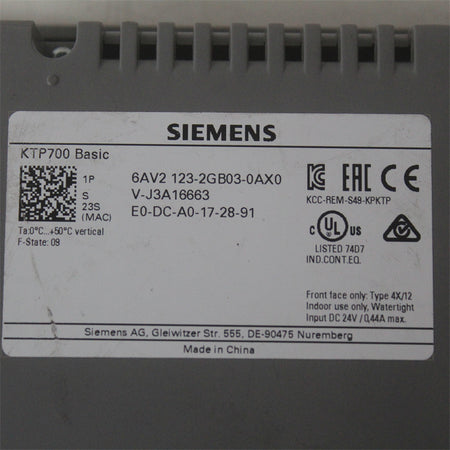 SIEMENS
KTP700 Basic
1P 6AV2 123-2GB03-0AX0
S V-J3A16663
23S (MAC) E0-DC-A0-17-28-91
Ta:0°C...+50°C vertical
F-State: 09
EAC
KCC-REM-S49-KPKTP
c UL us
LISTED 74D7
IND.CONT.EQ.
Front face only: Type 4X/12
Indoor use only, Watertight
Input DC 24V /0,44A max.
Siemens AG, Gleiwitzer Str. 555, DE-90475 Nuremberg
Made in China